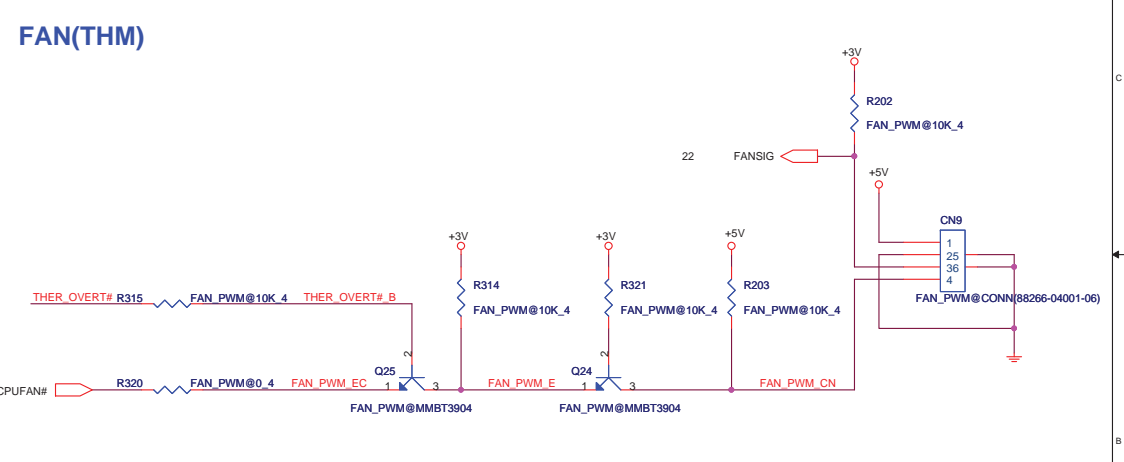 FAN(THM)
+3V
C
R202
FAN_PWM@10K_4
22 FANSIG
+5V
CN9
+3V +3V +5V
1
25
36
4
R314 R321 R203
THER_OVERT# R315 FAN_PWM@10K_4 THER_OVERT#_B
FAN_PWM@CONN(88266-04001-06)
FAN_PWM@10K_4 FAN_PWM@10K_4 FAN_PWM@10K_4
2 2
Q25 Q24
CPUFAN# R320 FAN_PWM@0_4 FAN_PWM_EC 1 3 FAN_PWM_E 1 3 FAN_PWM_CN
FAN_PWM@MMBT3904 FAN_PWM@MMBT3904
B